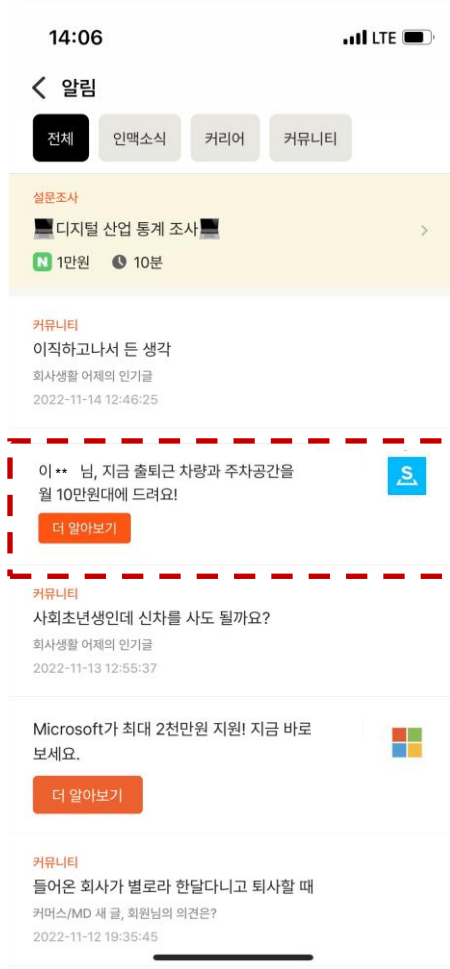 14:06
LTE
알림
전체
인맥소식
커리어
커뮤니티
설문조사
디지털 산업 통계 조사
N 1만원 10분
커뮤니티
이직하고나서 든 생각
회사생활 어제의 인기글
2022-11-14 12:46:25
이** 님, 지금 출퇴근 차량과 주차공간을
월 10만원대에 드려요!
S
더 알아보기
커뮤니티
사회초년생인데 신차를 사도 될까요?
회사생활 어제의 인기글
2022-11-13 12:55:37
Microsoft가 최대 2천만원 지원! 지금 바로
보세요.
더 알아보기
커뮤니티
들어온 회사가 별로라 한달다니고 퇴사할 때
커머스/MD 새 글, 회원님의 의견은?
2022-11-12 19:35:45